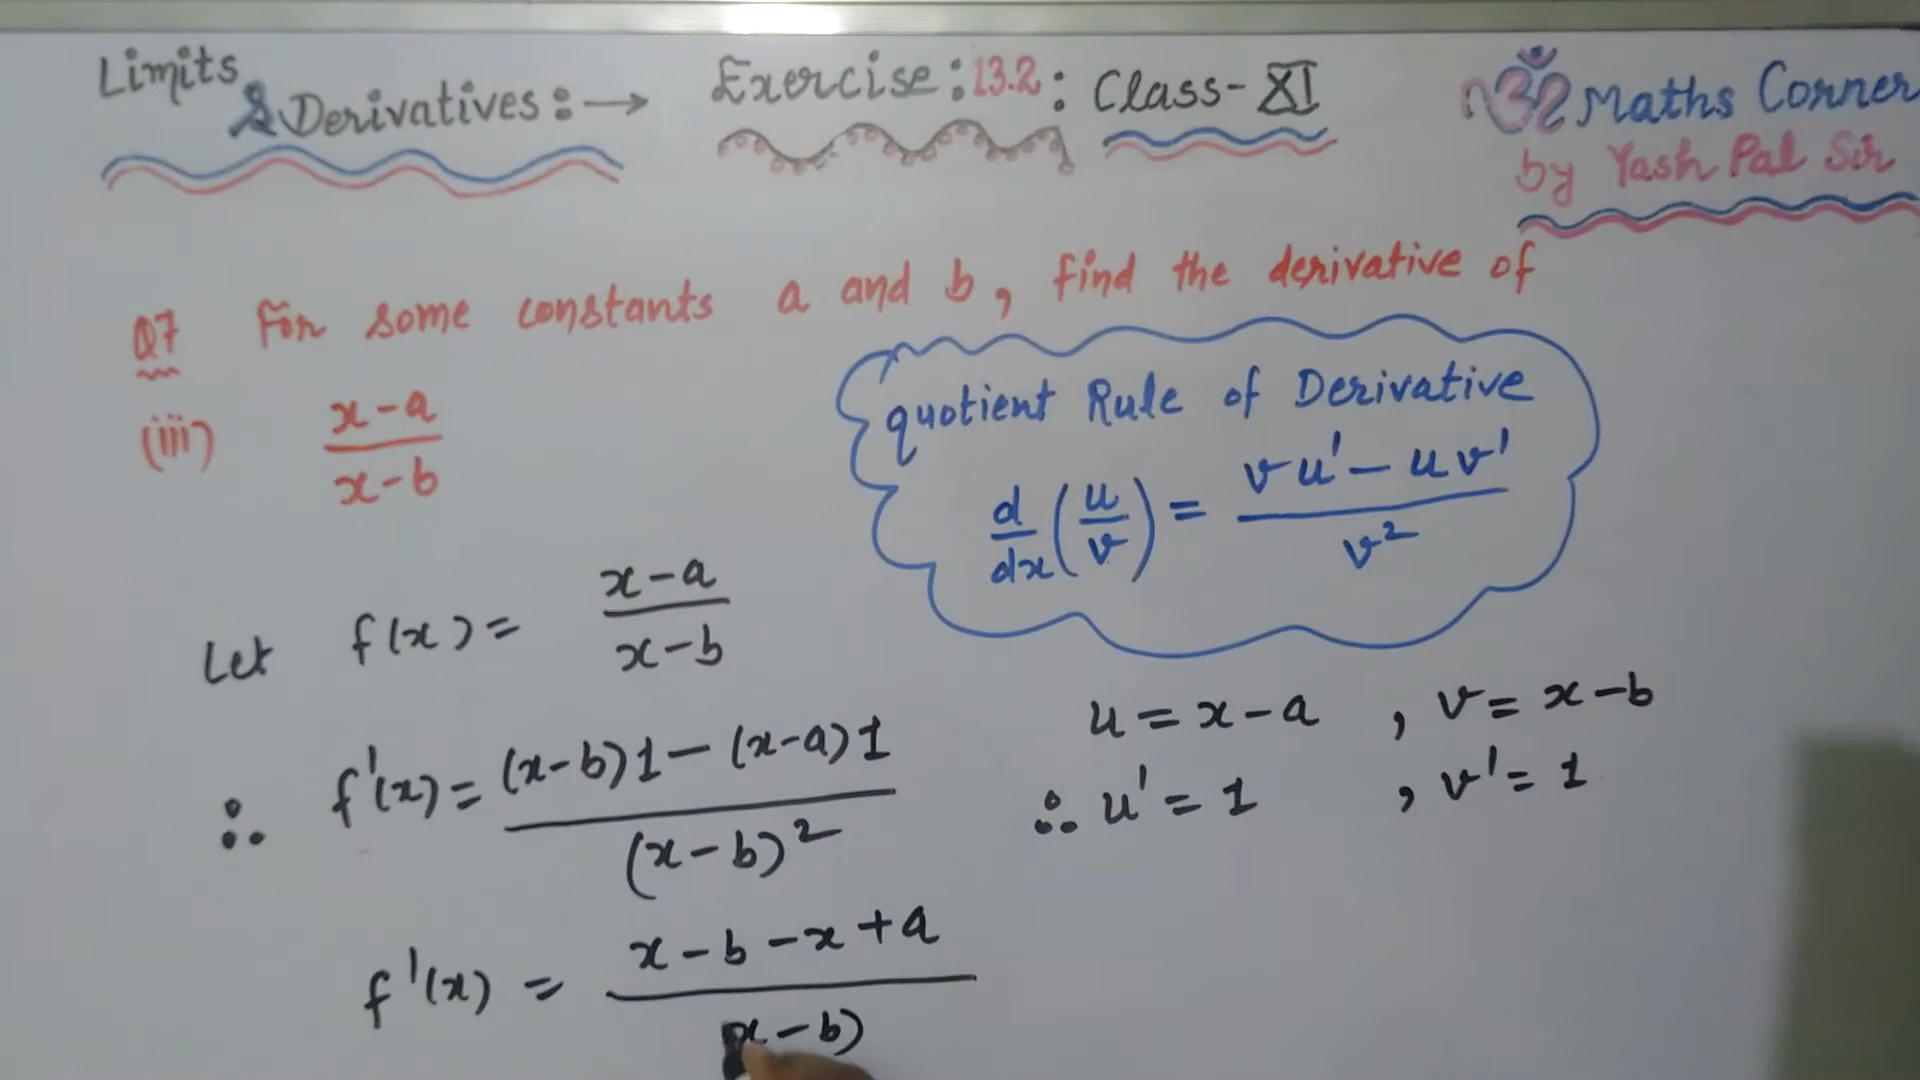 Limits & Derivatives :→ Exercise : 13.2 : Class-XI
ॐ Maths Corner
by Yash Pal Sir
Q7 For some constants a and b, find the derivative of
(iii) x-a
x-b
quotient Rule of Derivative
d/dx (u/v) = vu' - uv' / v²
Let f(x) = x-a / x-b
u = x-a , v = x-b
∴ f'(x) = (x-b)1 - (x-a)1 / (x-b)²
∴ u' = 1 , v' = 1
f'(x) = x-b-x+a / x-b)